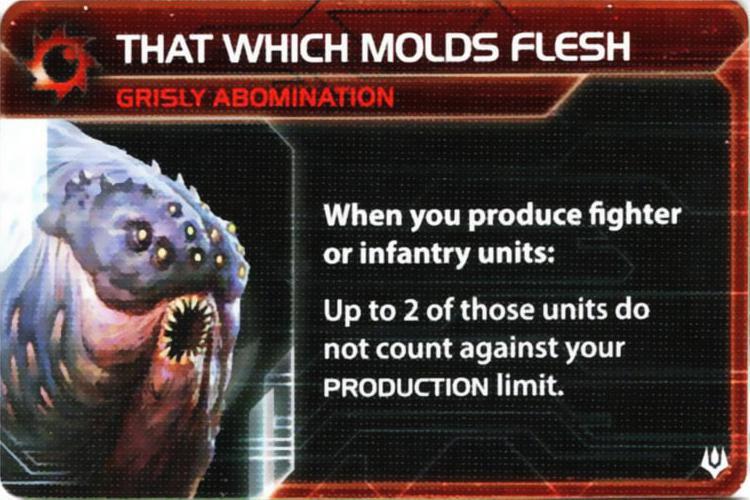 THAT WHICH MOLDS FLESH
GRISLY ABOMINATION
When you produce fighter
or infantry units:
Up to 2 of those units do
not count against your
PRODUCTION limit.